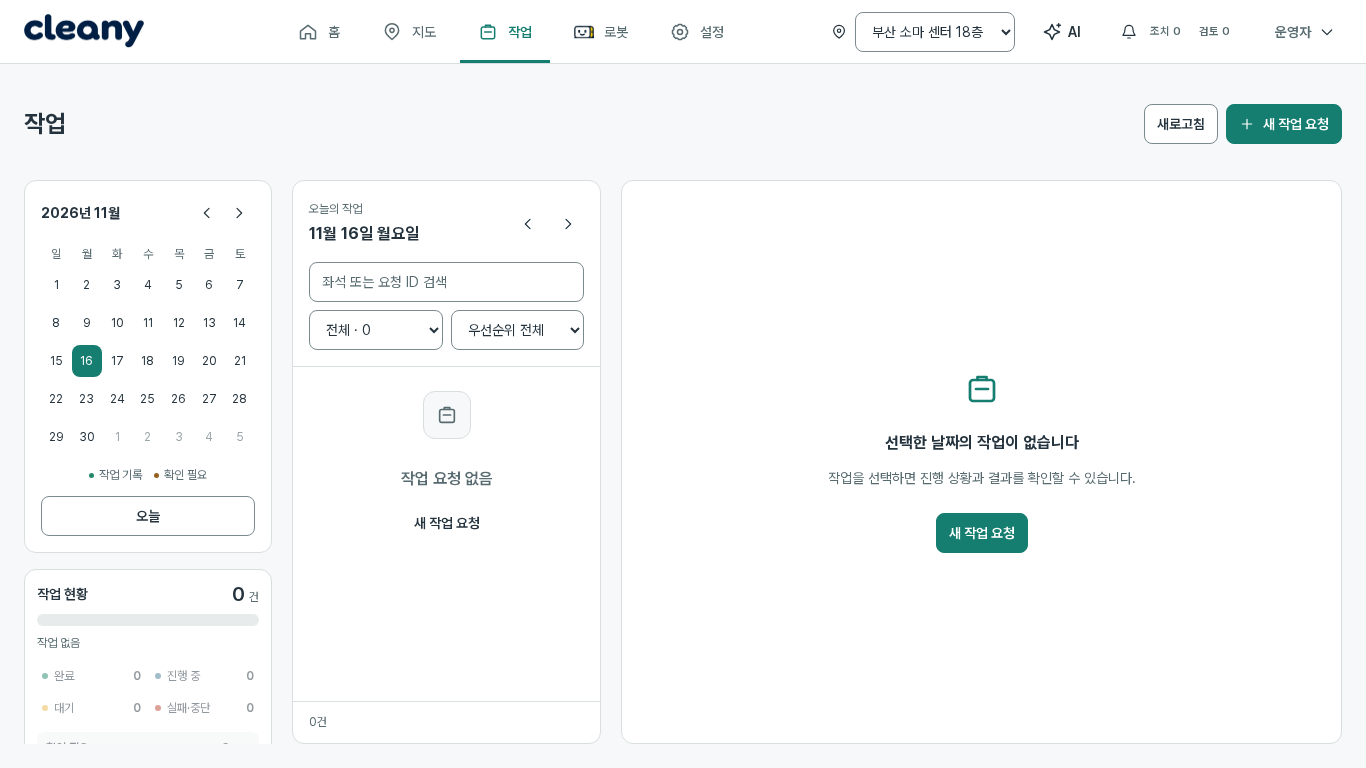 cleany
홈
지도
작업
로봇
설정
부산 소마 센터 18층
AI
조치 0
검토 0
운영자
작업
새로고침
새 작업 요청
2026년 11월
일 월 화 수 목 금 토
1 2 3 4 5 6 7
8 9 10 11 12 13 14
15 16 17 18 19 20 21
22 23 24 25 26 27 28
29 30 1 2 3 4 5
작업 기록 확인 필요
오늘
작업 현황 0 건
작업 없음
완료 0 진행 중 0
대기 0 실패·중단 0
오늘의 작업
11월 16일 월요일
좌석 또는 요청 ID 검색
전체 · 0
우선순위 전체
작업 요청 없음
새 작업 요청
0건
선택한 날짜의 작업이 없습니다
작업을 선택하면 진행 상황과 결과를 확인할 수 있습니다.
새 작업 요청